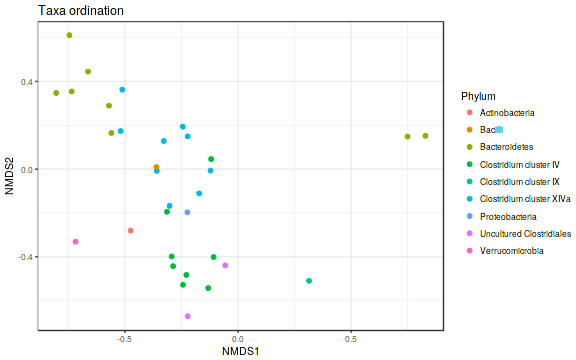 Taxa ordination
NMDS2
0.4
0.0
-0.4
-0.5
0.0
0.5
NMDS1
Phylum
Actinobacteria
Bacteroidetes
Clostridium cluster IV
Clostridium cluster IX
Clostridium cluster XIVa
Proteobacteria
Uncultured Clostridiales
Verrucomicrobia